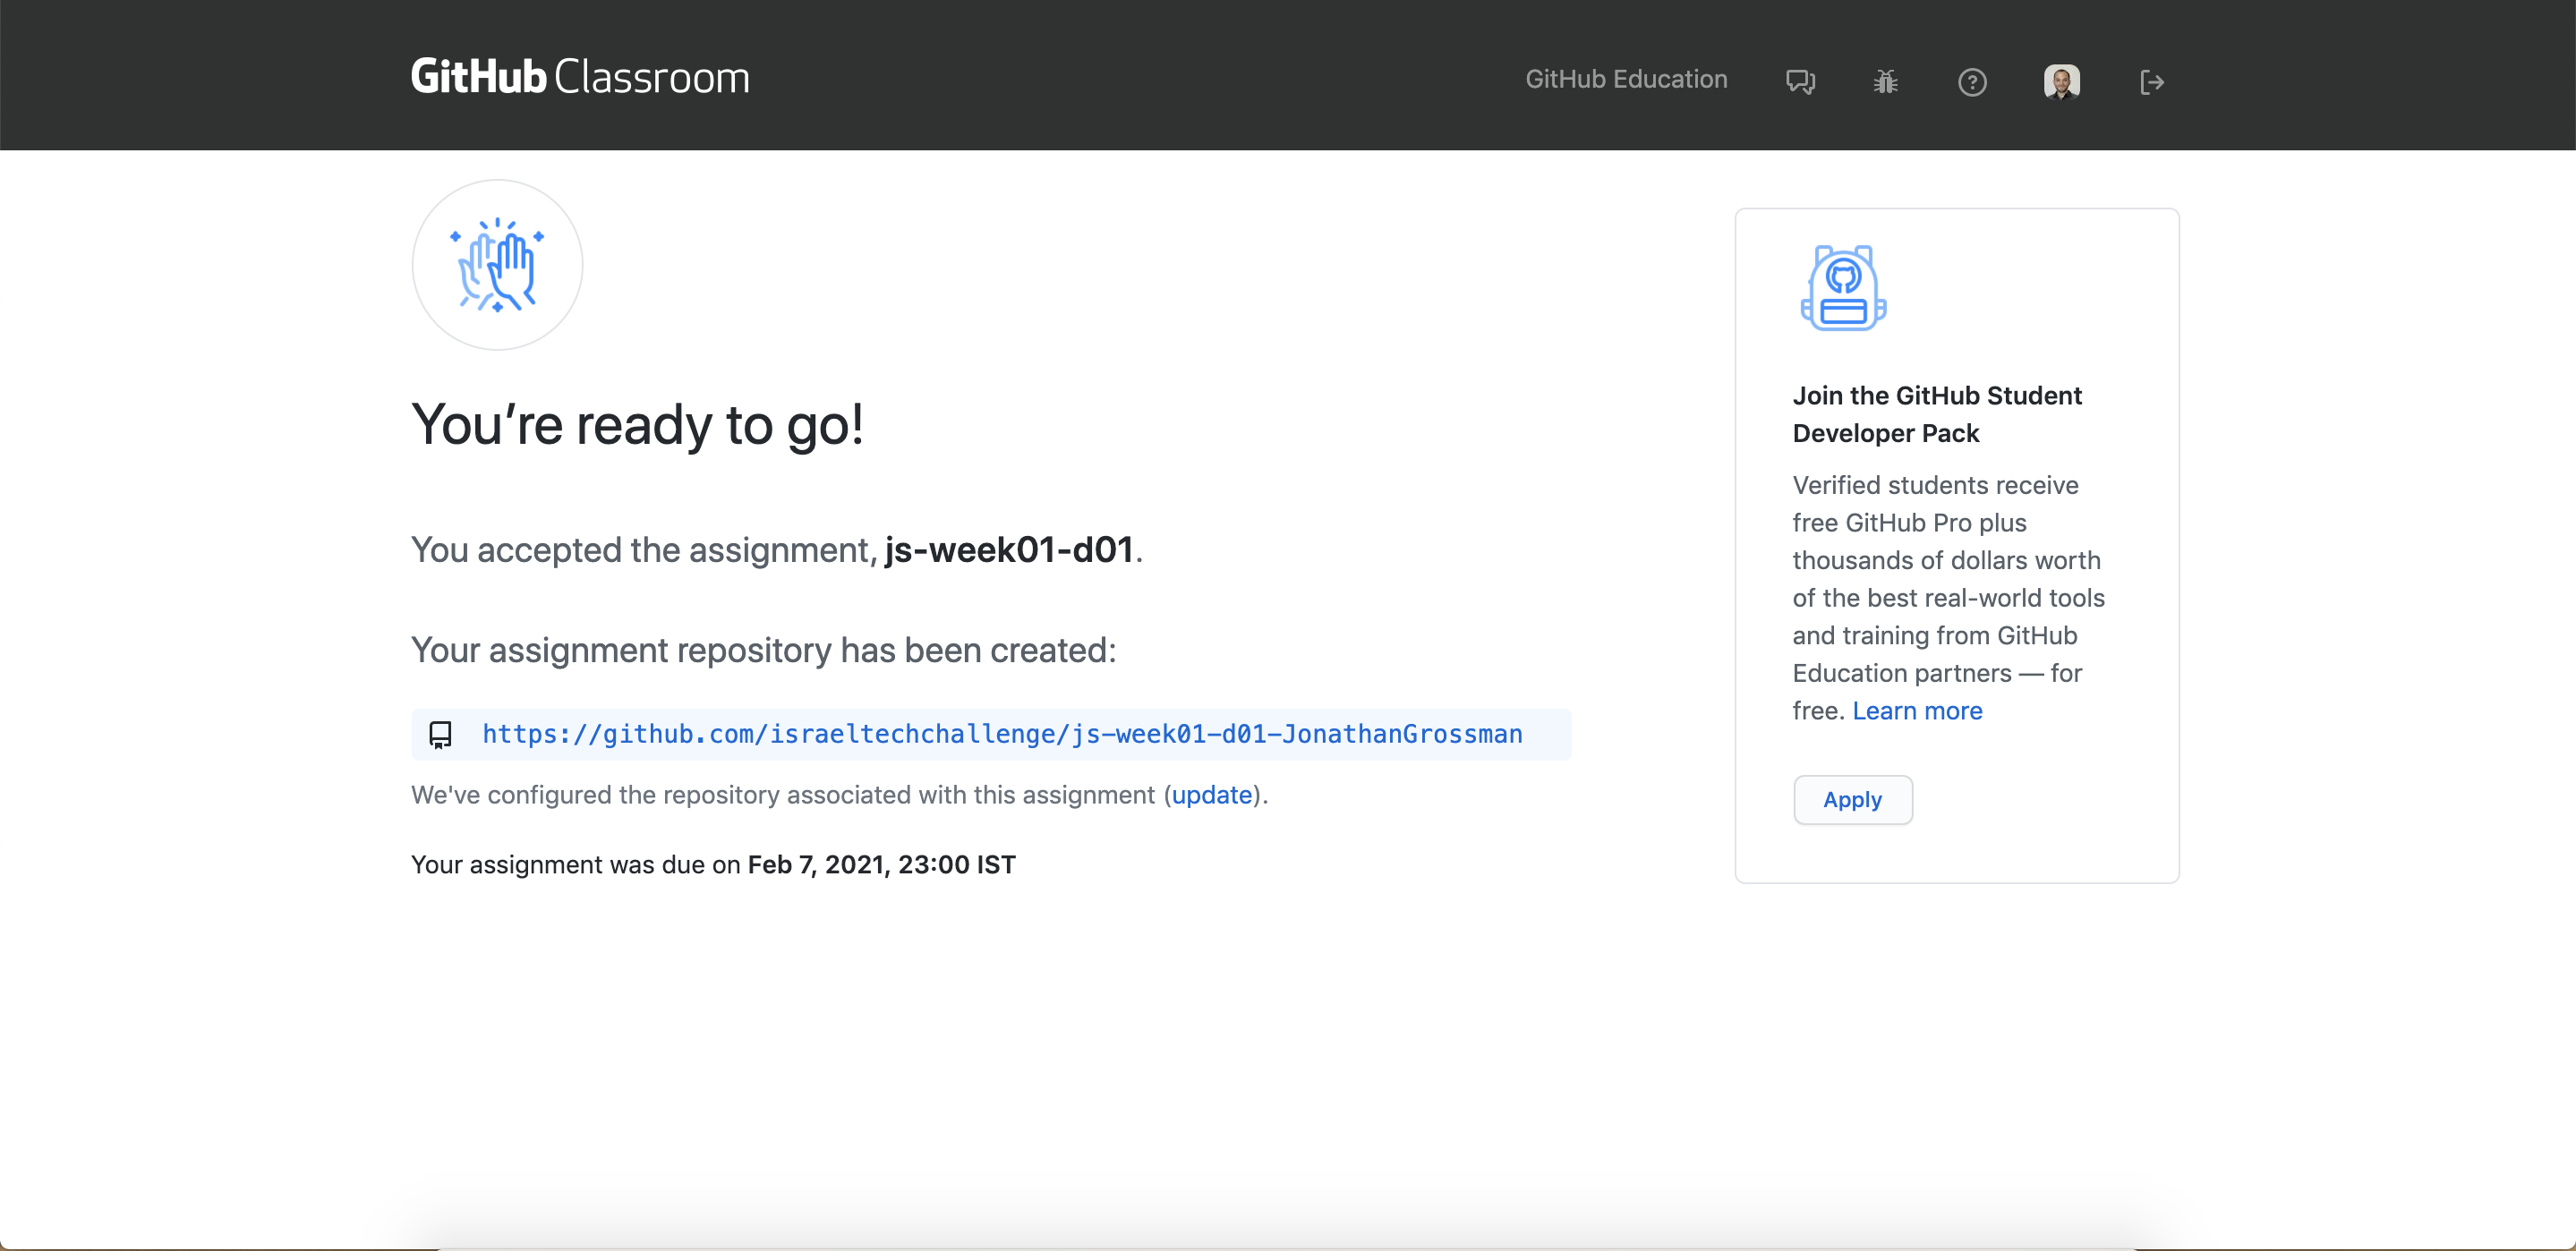 GitHub Classroom
GitHub Education
You’re ready to go!
You accepted the assignment, js-week01-d01.
Your assignment repository has been created:
https://github.com/israeltechchallenge/js-week01-d01-JonathanGrossman
We've configured the repository associated with this assignment (update).
Your assignment was due on Feb 7, 2021, 23:00 IST
Join the GitHub Student
Developer Pack
Verified students receive
free GitHub Pro plus
thousands of dollars worth
of the best real-world tools
and training from GitHub
Education partners — for
free. Learn more
Apply